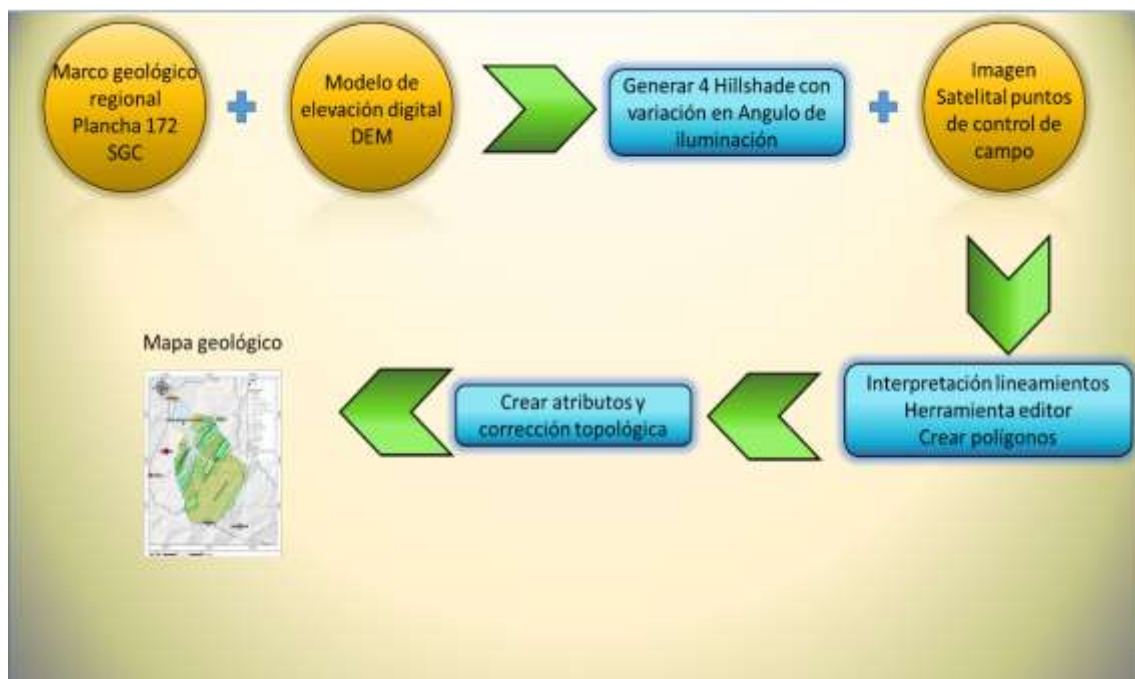 Marco geológico
regional
Plancha 172
SGC
Modelo de
elevación digital
DEM
Generar 4 Hillshade con
variación en Angulo de
iluminación
Imagen
Satelital puntos
de control de
campo
Interpretación lineamientos
Herramienta editor
Crear polígonos
Crear atributos y
corrección topológica
Mapa geológico